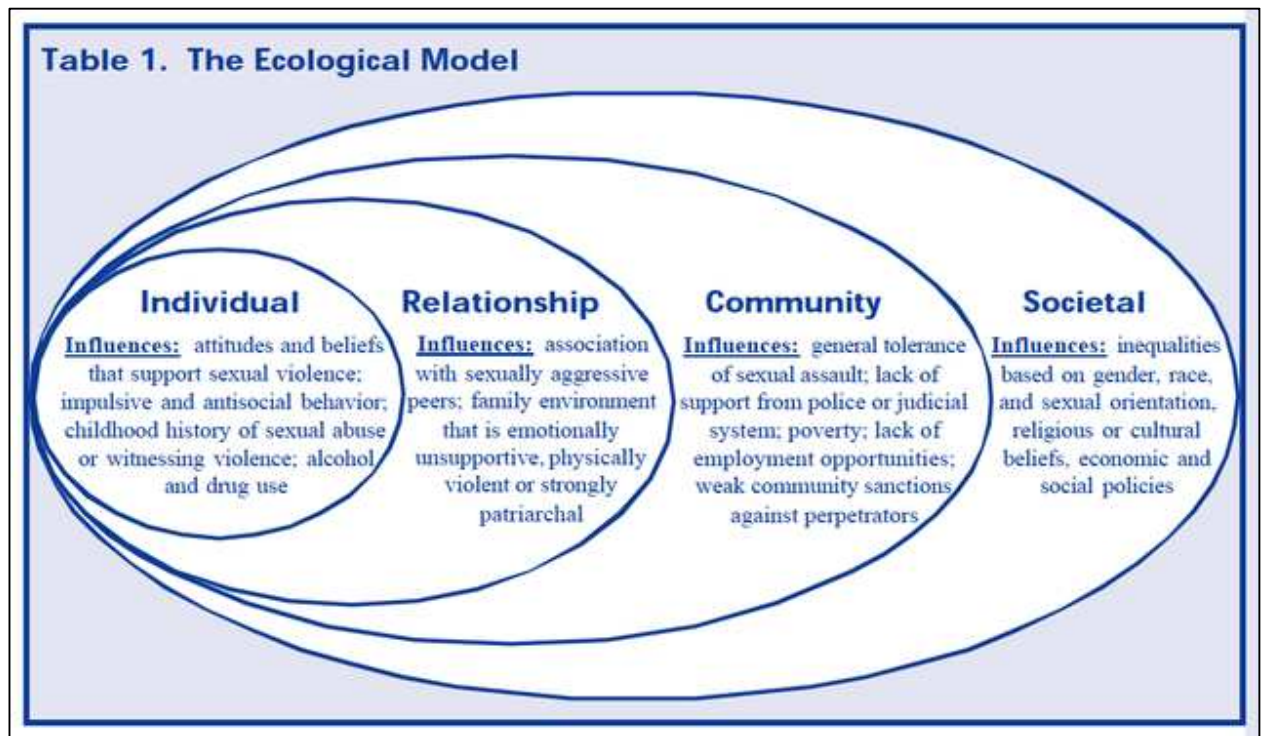 Table 1. The Ecological Model
Individual
Influences: attitudes and beliefs
that support sexual violence;
impulsive and antisocial behavior;
childhood history of sexual abuse
or witnessing violence; alcohol
and drug use
Relationship
Influences: association
with sexually aggressive
peers; family environment
that is emotionally
unsupportive, physically
violent or strongly
patriarchal
Community
Influences: general tolerance
of sexual assault; lack of
support from police or judicial
system; poverty; lack of
employment opportunities;
weak community sanctions
against perpetrators
Societal
Influences: inequalities
based on gender, race,
and sexual orientation,
religious or cultural
beliefs, economic and
social policies